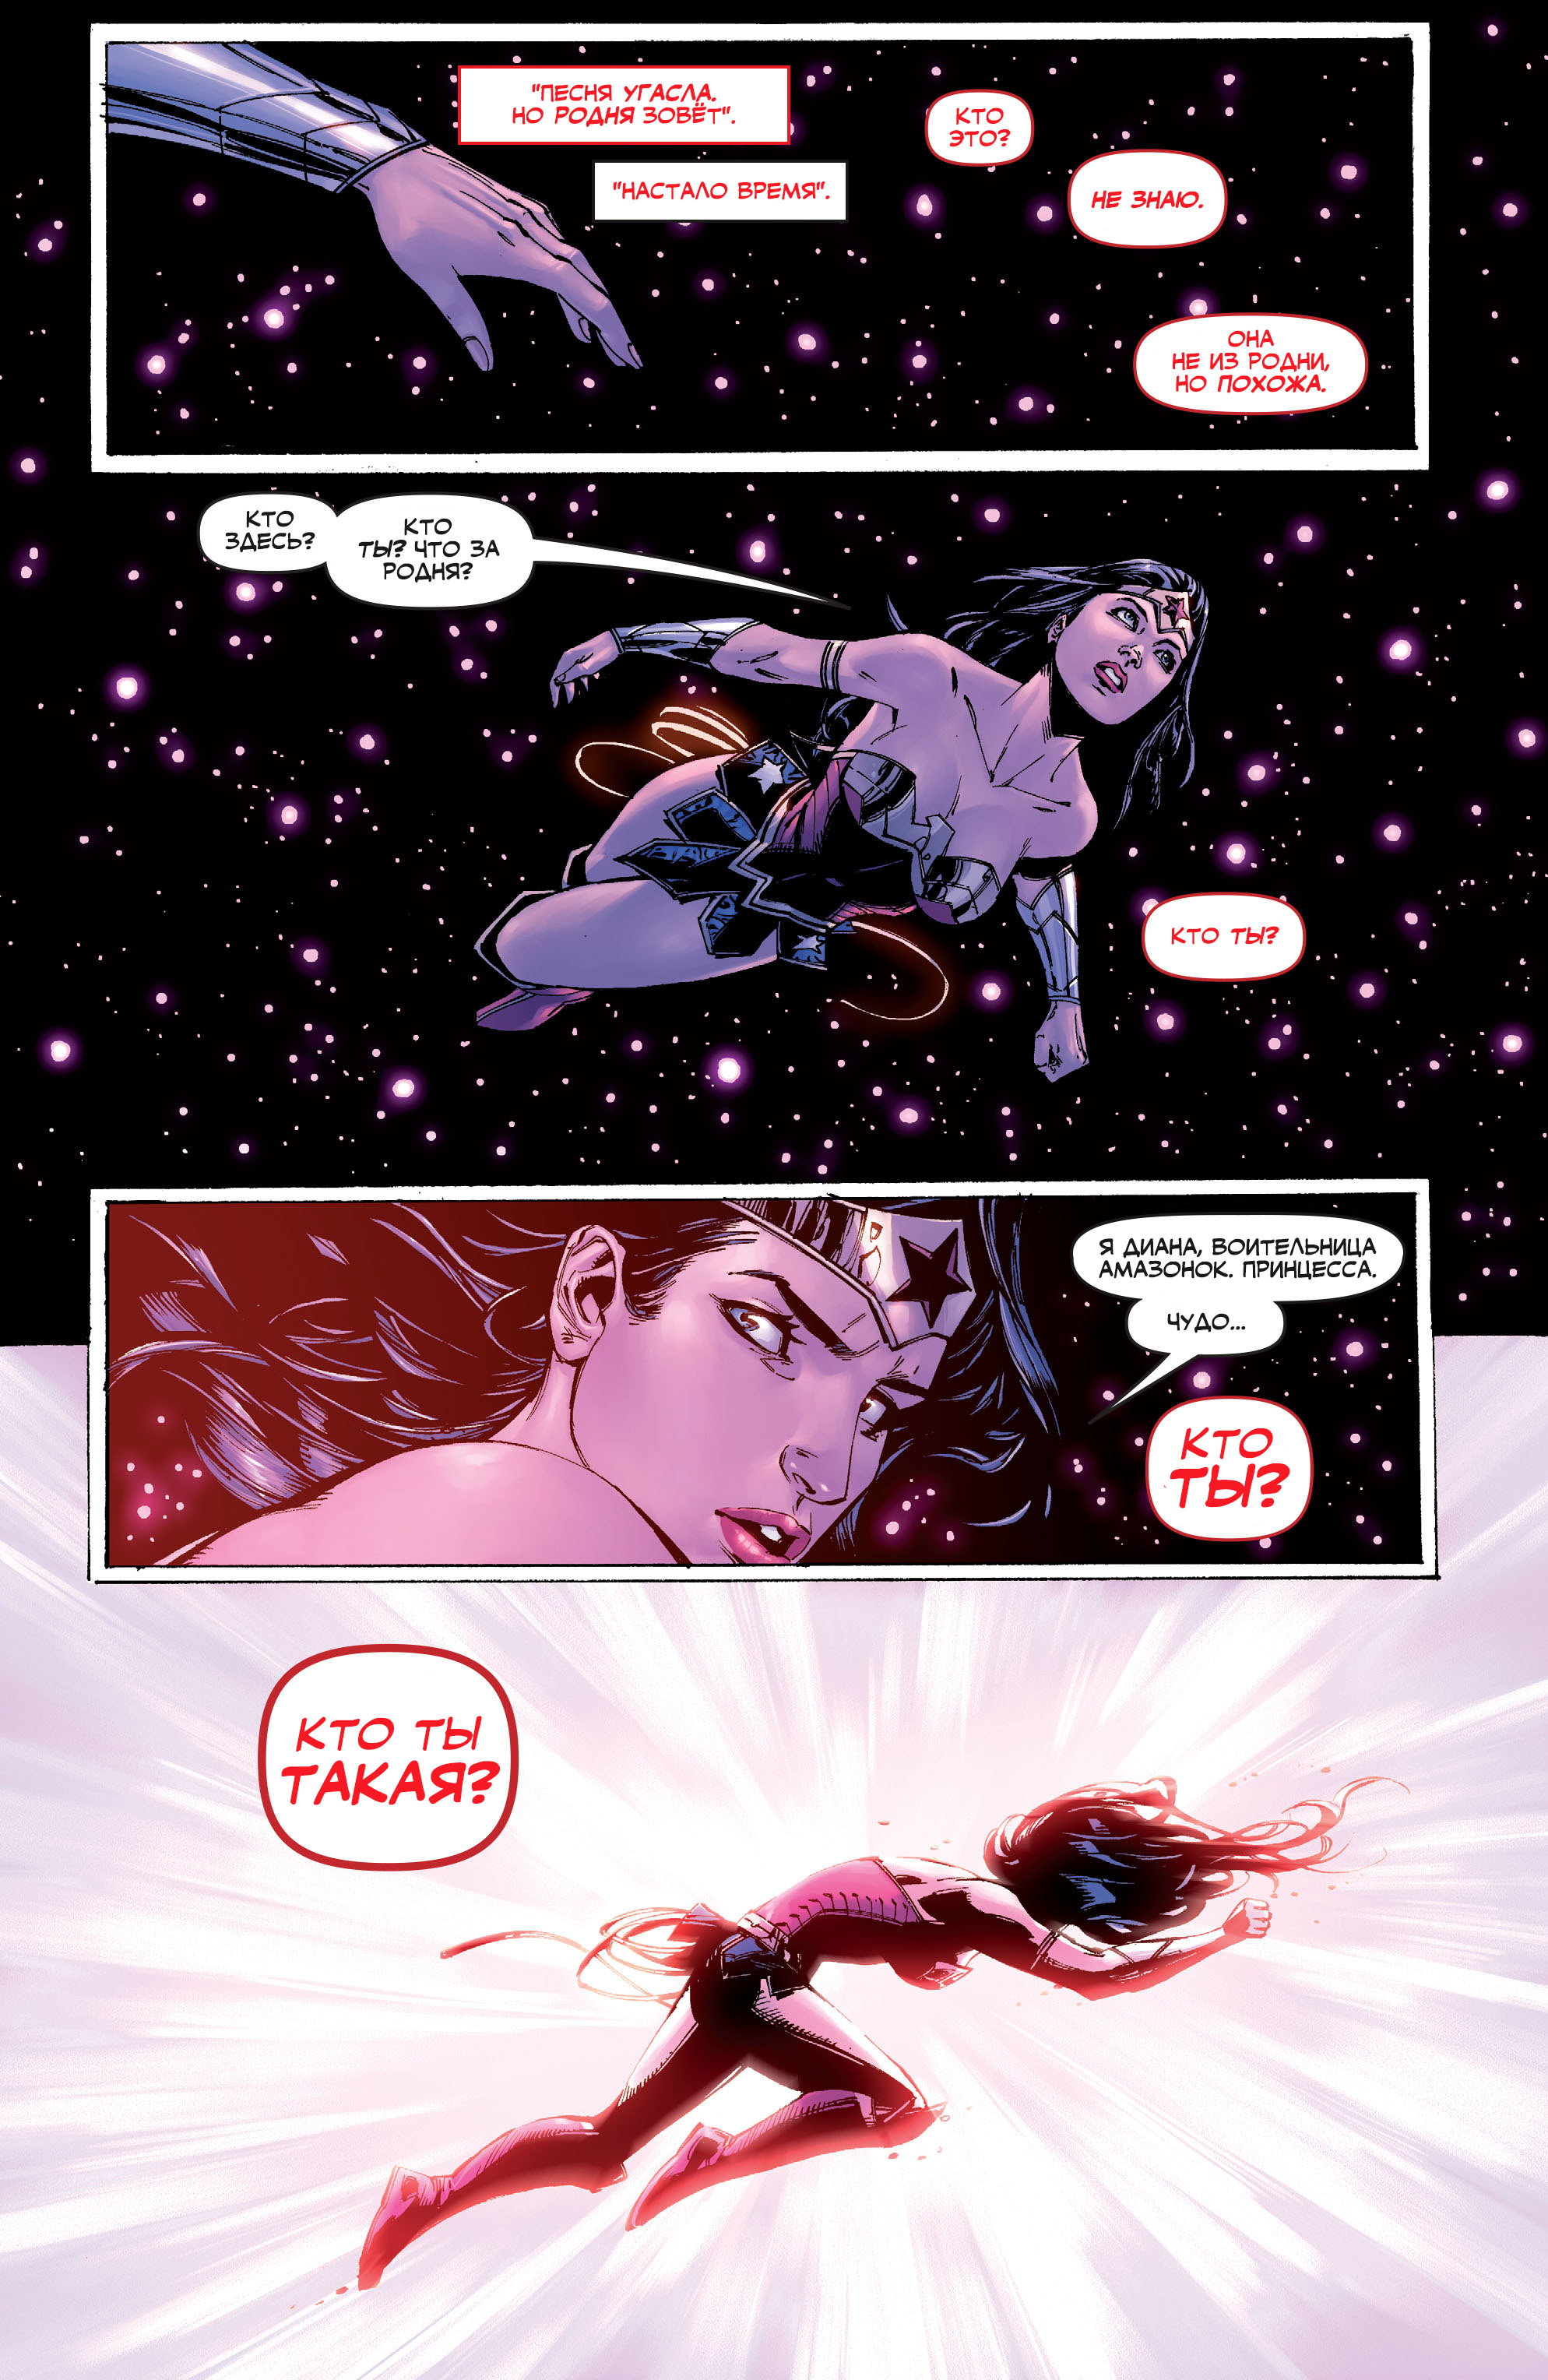 "ПЕСНЯ УГАСЛА.
НО РОДНЯ ЗОВЁТ".
"НАСТАЛО ВРЕМЯ".
КТО
ЭТО?
НЕ ЗНАЮ.
ОНА
НЕ ИЗ РОДНИ,
НО ПОХОЖА.
КТО
ЗДЕСЬ?
КТО
ТЫ? ЧТО ЗА
РОДНЯ?
КТО ТЫ?
Я ДИАНА, ВОИТЕЛЬНИЦА
АМАЗОНОК. ПРИНЦЕССА.
ЧУДО...
КТО
ТЫ?
КТО ТЫ
ТАКАЯ?